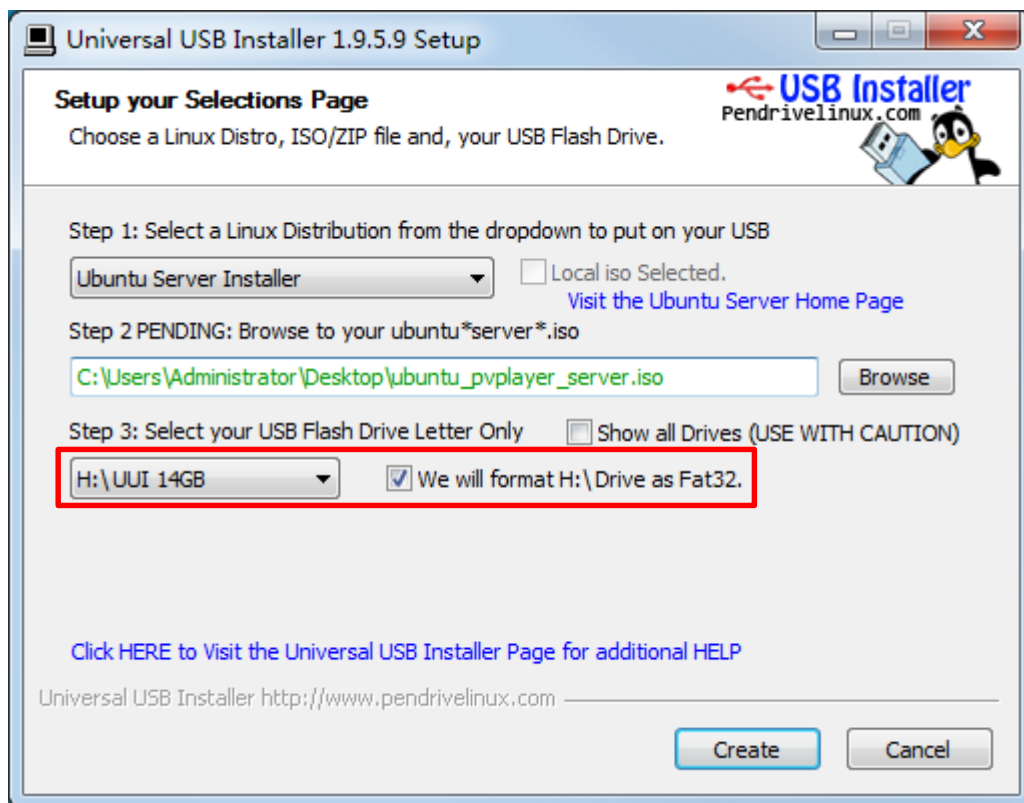 Universal USB Installer 1.9.5.9 Setup
Setup your Selections Page
Choose a Linux Distro, ISO/ZIP file and, your USB Flash Drive.
USB Installer
Pendrivelinux.com
Step 1: Select a Linux Distribution from the dropdown to put on your USB
Ubuntu Server Installer
Local iso Selected.
Visit the Ubuntu Server Home Page
Step 2 PENDING: Browse to your ubuntu*server*.iso
C:\Users\Administrator\Desktop\ubuntu_pvplayer_server.iso
Browse
Step 3: Select your USB Flash Drive Letter Only
Show all Drives (USE WITH CAUTION)
H:\UUI 14GB
We will format H:\Drive as Fat32.
Click HERE to Visit the Universal USB Installer Page for additional HELP
Universal USB Installer http://www.pendrivelinux.com
Create
Cancel